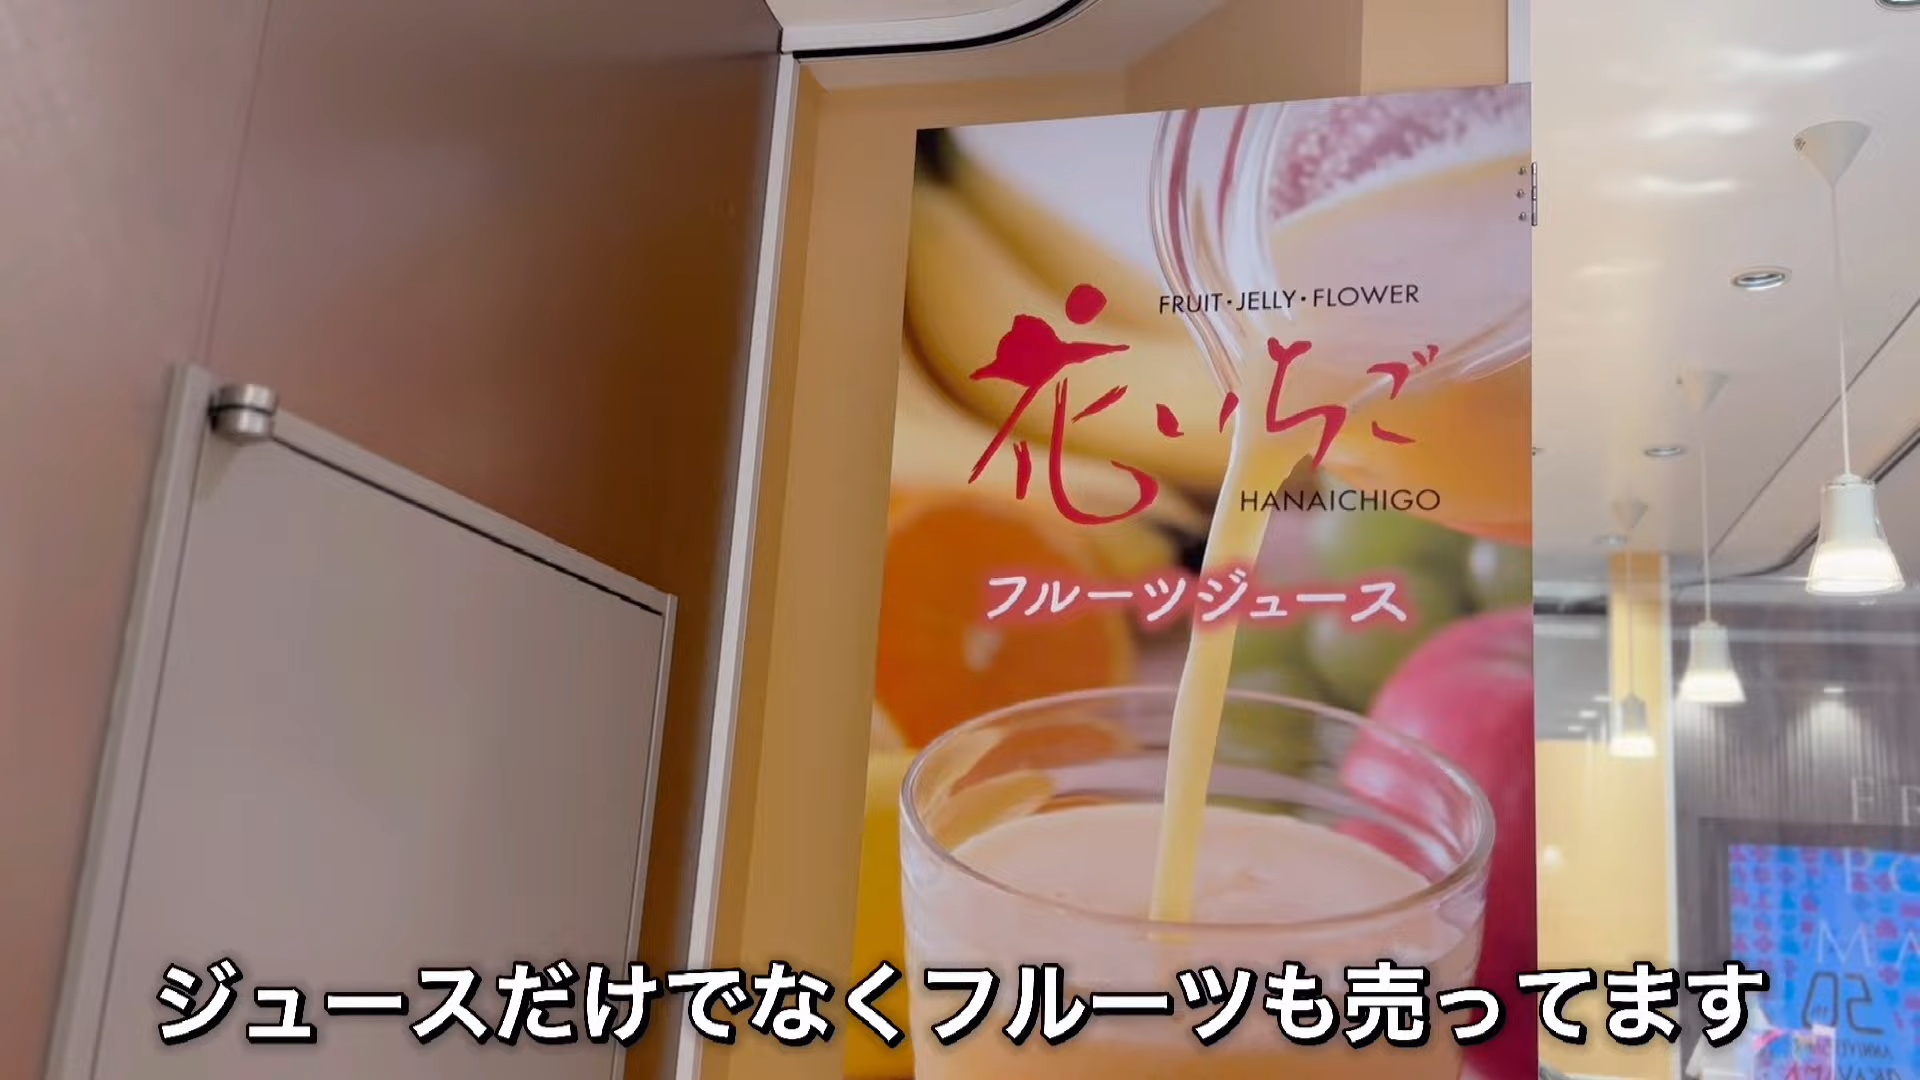 FRUIT・JELLY・FLOWER
花いちご
HANAICHIGO
フルーツジュース
ジュースだけでなくフルーツも売ってます